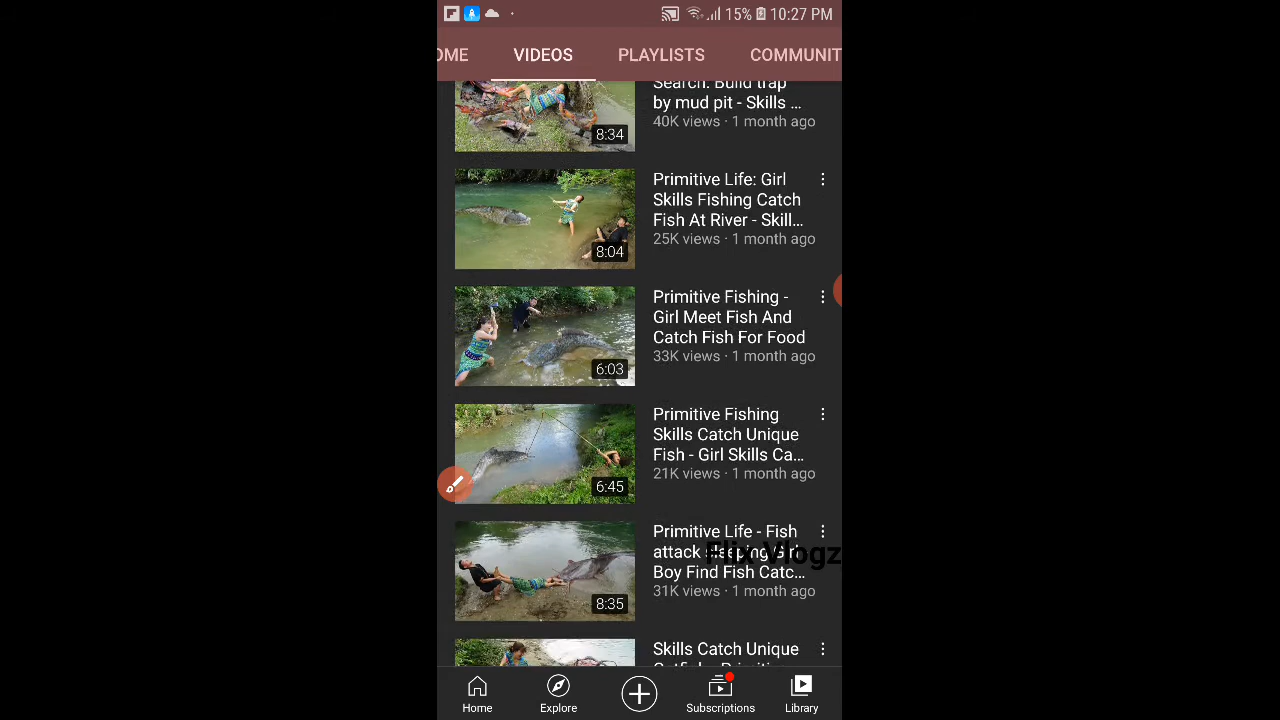 15% 10:27 PM
OME VIDEOS PLAYLISTS COMMUNIT
Search: Build trap
by mud pit - Skills ...
40K views · 1 month ago
8:34
Primitive Life: Girl
Skills Fishing Catch
Fish At River - Skill...
25K views · 1 month ago
8:04
Primitive Fishing -
Girl Meet Fish And
Catch Fish For Food
33K views · 1 month ago
6:03
Primitive Fishing
Skills Catch Unique
Fish - Girl Skills Ca...
21K views · 1 month ago
6:45
Primitive Life - Fish
attack sleeping Girl
Boy Find Fish Catc...
31K views · 1 month ago
8:35
Flix Vlogz
Skills Catch Unique
Home Explore Subscriptions Library